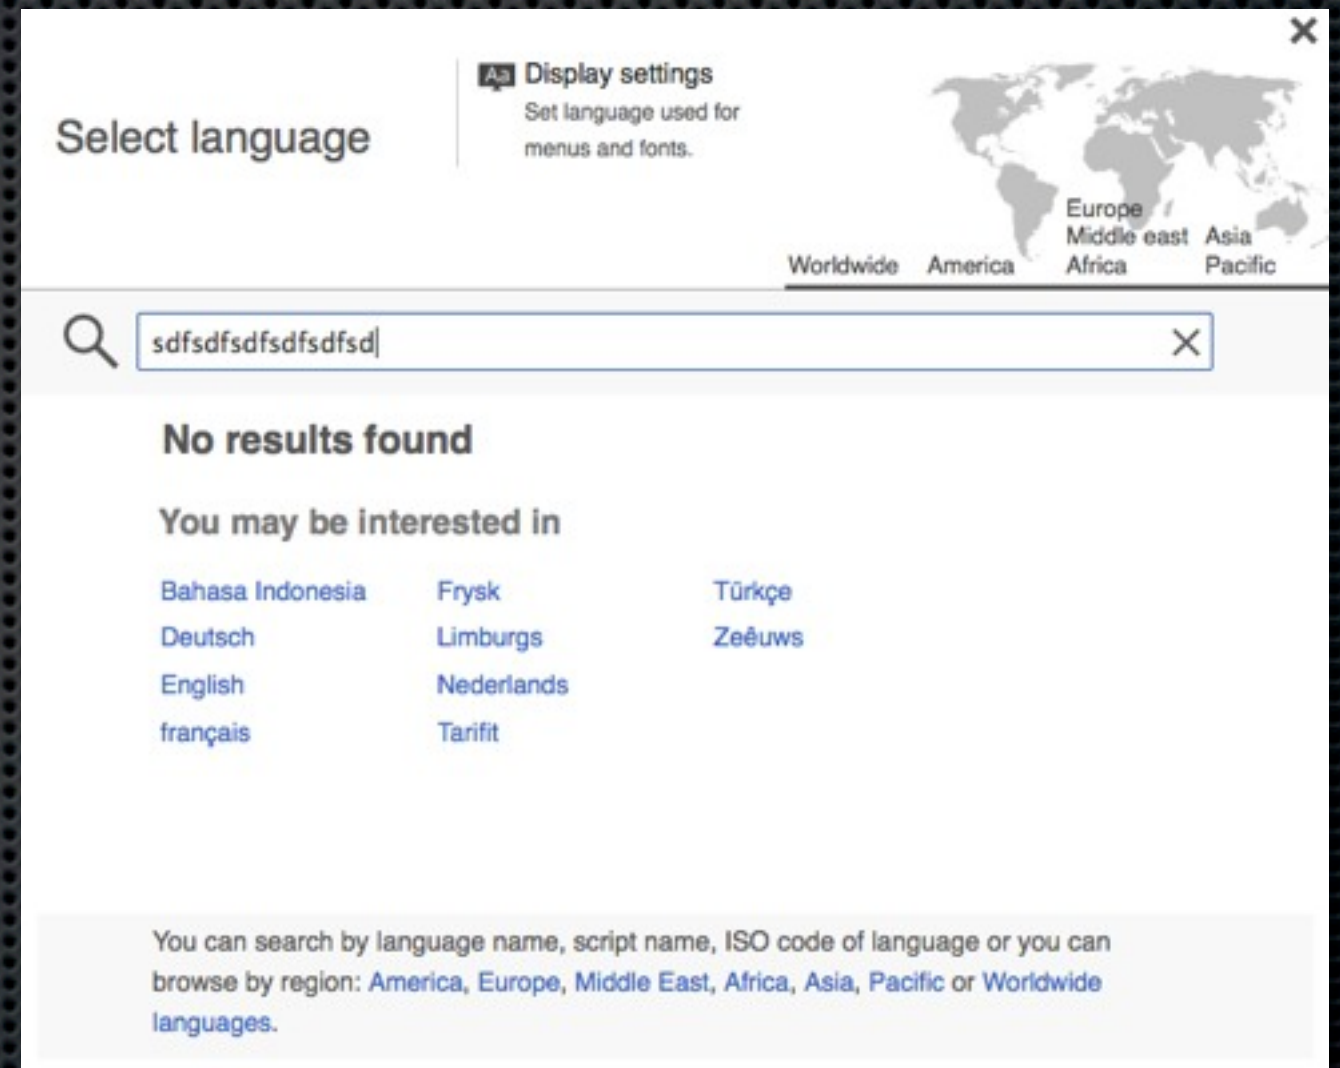 Select language
Aa Display settings
Set language used for
menus and fonts.
Worldwide
America
Europe
Middle east
Africa
Asia
Pacific
sdfsdfsdfsdfsdfsd
No results found
You may be interested in
Bahasa Indonesia Frysk Türkçe
Deutsch Limburgs Zeêuws
English Nederlands
français Tarifit
You can search by language name, script name, ISO code of language or you can
browse by region: America, Europe, Middle East, Africa, Asia, Pacific or Worldwide
languages.